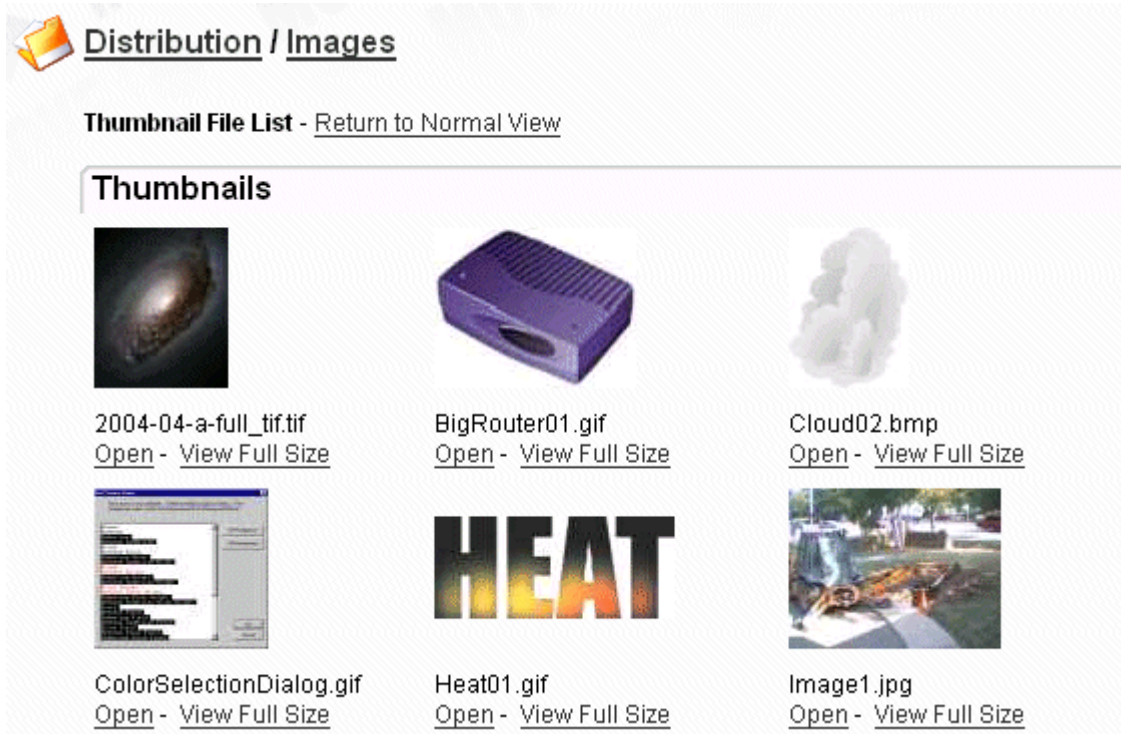 Distribution / Images
Thumbnail File List - Return to Normal View
Thumbnails
2004-04-a-full_tif.tif
Open - View Full Size
BigRouter01.gif
Open - View Full Size
Cloud02.bmp
Open - View Full Size
HEAT
ColorSelectionDialog.gif
Open - View Full Size
Heat01.gif
Open - View Full Size
Image1.jpg
Open - View Full Size